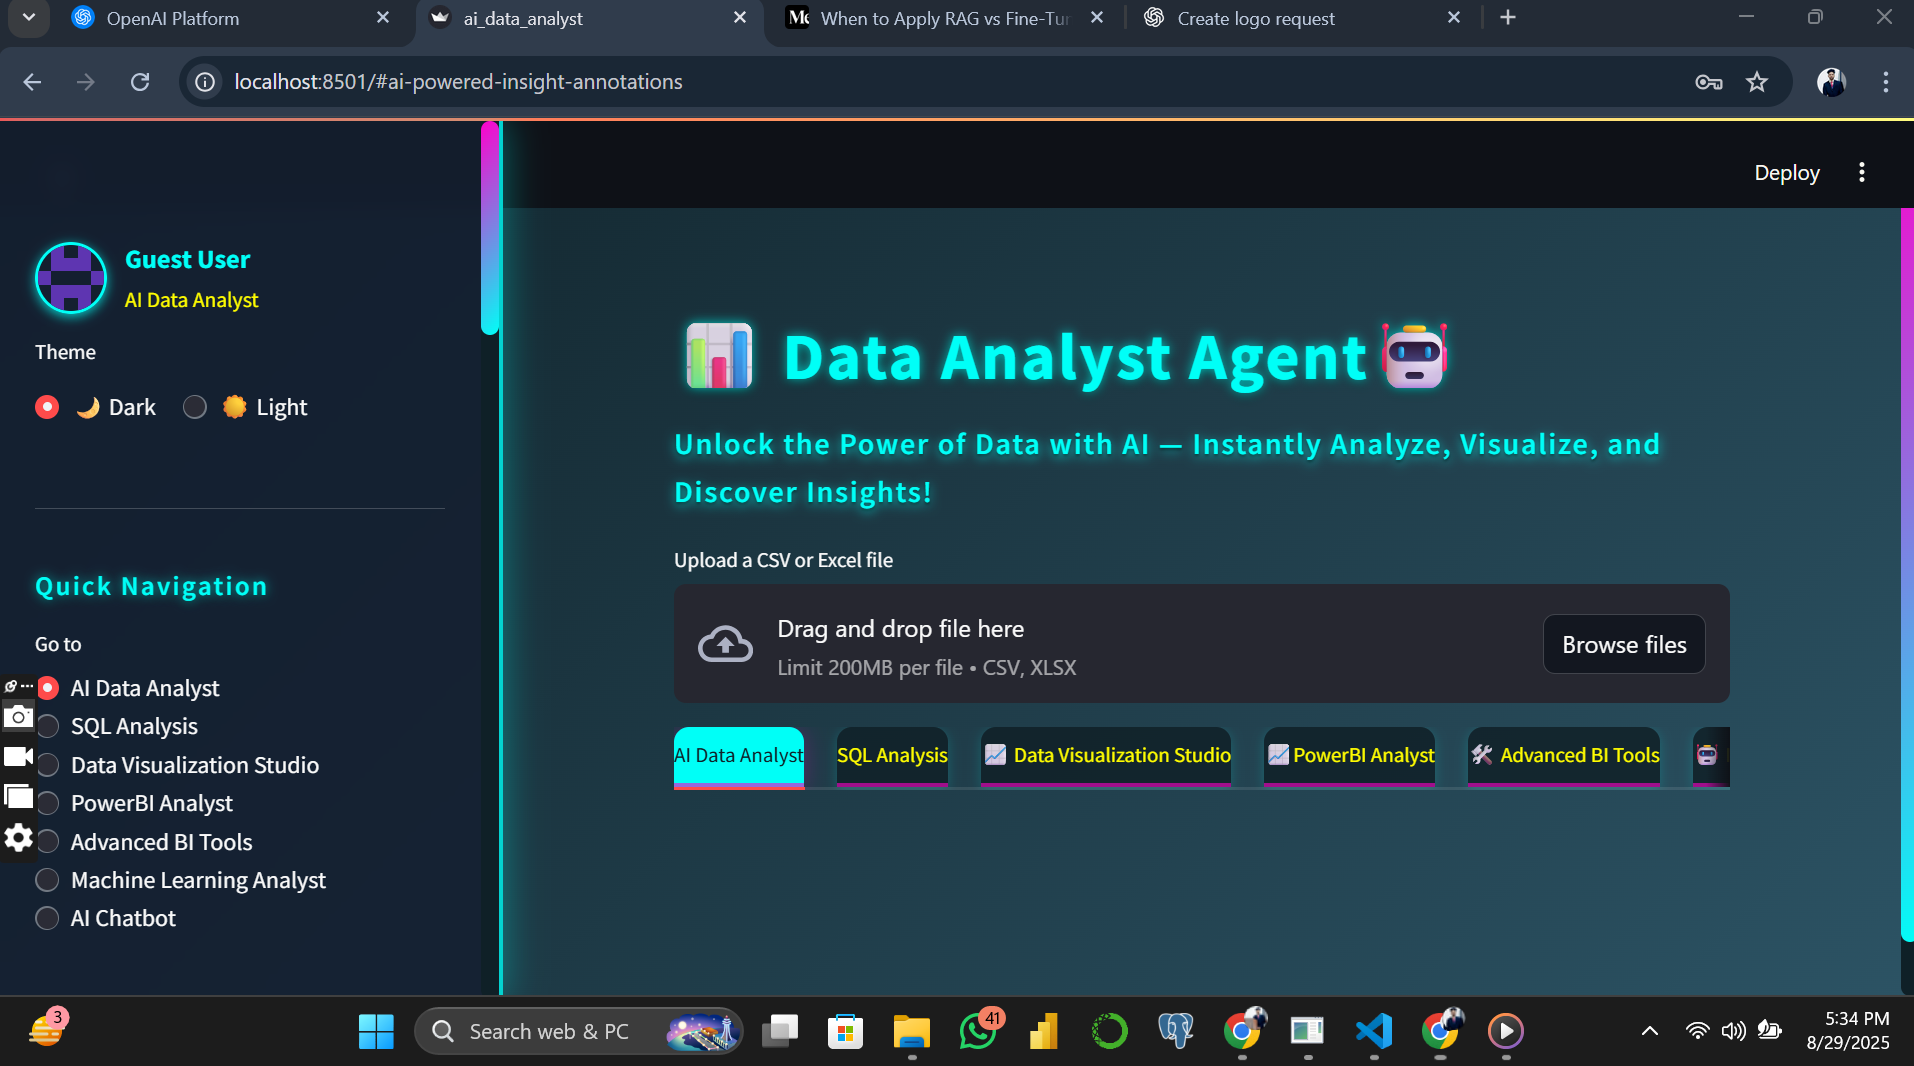 OpenAI Platform
ai_data_analyst
When to Apply RAG vs Fine-Tun
Create logo request
localhost:8501/#ai-powered-insight-annotations
Deploy
Guest User
AI Data Analyst
Theme
Dark
Light
Quick Navigation
Go to
AI Data Analyst
SQL Analysis
Data Visualization Studio
PowerBI Analyst
Advanced BI Tools
Machine Learning Analyst
AI Chatbot
Data Analyst Agent
Unlock the Power of Data with AI — Instantly Analyze, Visualize, and
Discover Insights!
Upload a CSV or Excel file
Drag and drop file here
Limit 200MB per file • CSV, XLSX
Browse files
AI Data Analyst
SQL Analysis
Data Visualization Studio
PowerBI Analyst
Advanced BI Tools
3
Search web & PC
41
5:34 PM
8/29/2025